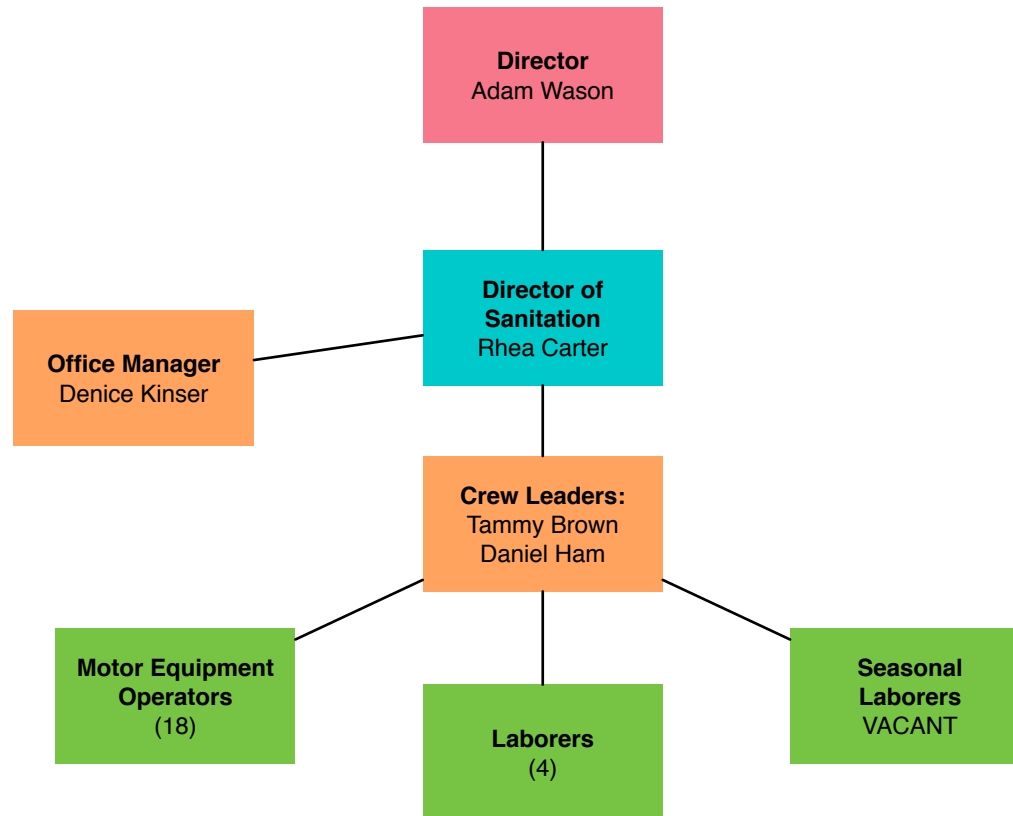 Director
Adam Wason
Director of
Sanitation
Rhea Carter
Office Manager
Denice Kinser
Crew Leaders:
Tammy Brown
Daniel Ham
Motor Equipment
Operators
(18)
Laborers
(4)
Seasonal
Laborers
VACANT